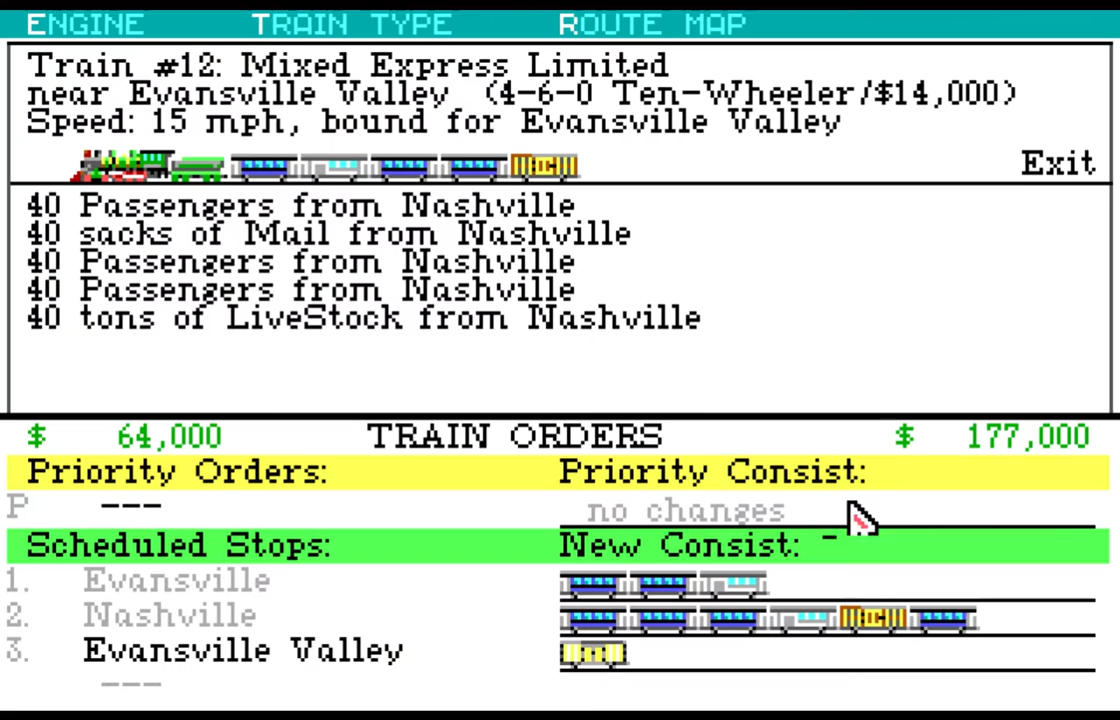 ENGINE TRAIN TYPE ROUTE MAP
Train #12: Mixed Express Limited
near Evansville Valley (4-6-0 Ten-Wheeler/$14,000)
Speed: 15 mph, bound for Evansville Valley
Exit
40 Passengers from Nashville
40 sacks of Mail from Nashville
40 Passengers from Nashville
40 Passengers from Nashville
40 tons of LiveStock from Nashville
$ 64,000 TRAIN ORDERS $ 177,000
Priority Orders: Priority Consist:
P --- no changes
Scheduled Stops: New Consist:
1. Evansville
2. Nashville
3. Evansville Valley
---